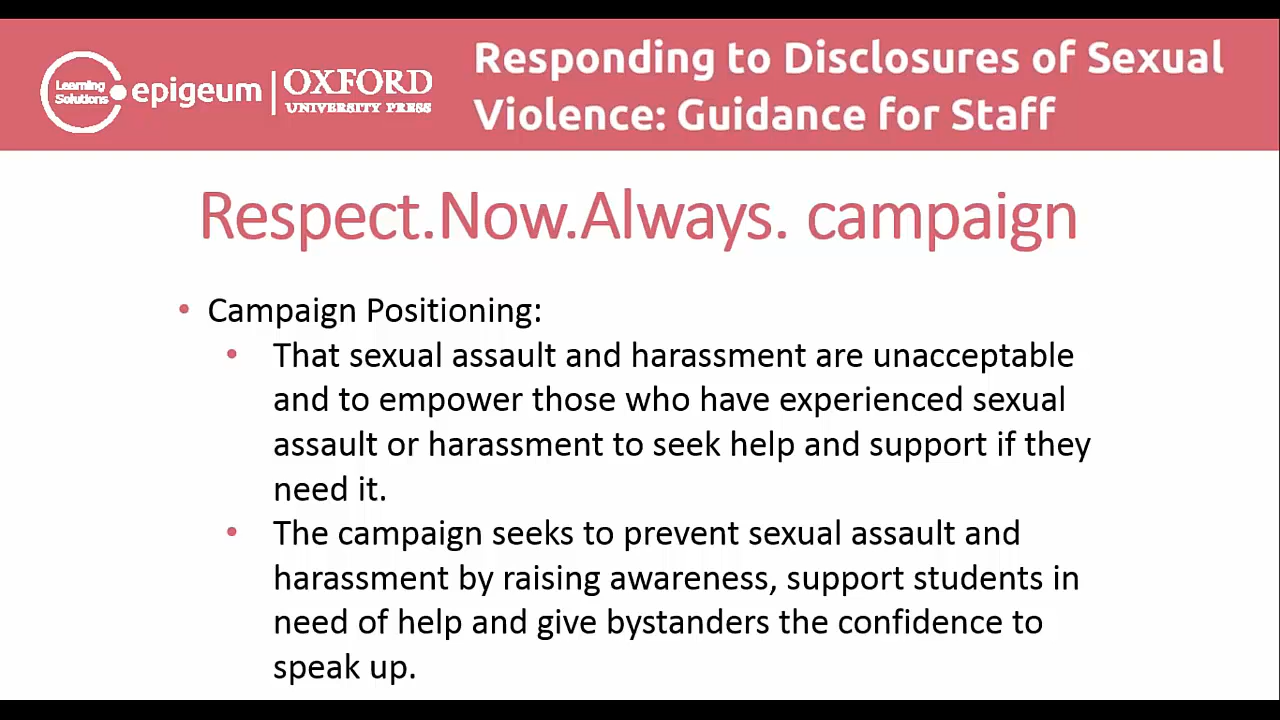 Learning
Solutions
epigeum
OXFORD
UNIVERSITY PRESS
Responding to Disclosures of Sexual
Violence: Guidance for Staff
Respect.Now.Always. campaign
• Campaign Positioning:
• That sexual assault and harassment are unacceptable
and to empower those who have experienced sexual
assault or harassment to seek help and support if they
need it.
• The campaign seeks to prevent sexual assault and
harassment by raising awareness, support students in
need of help and give bystanders the confidence to
speak up.